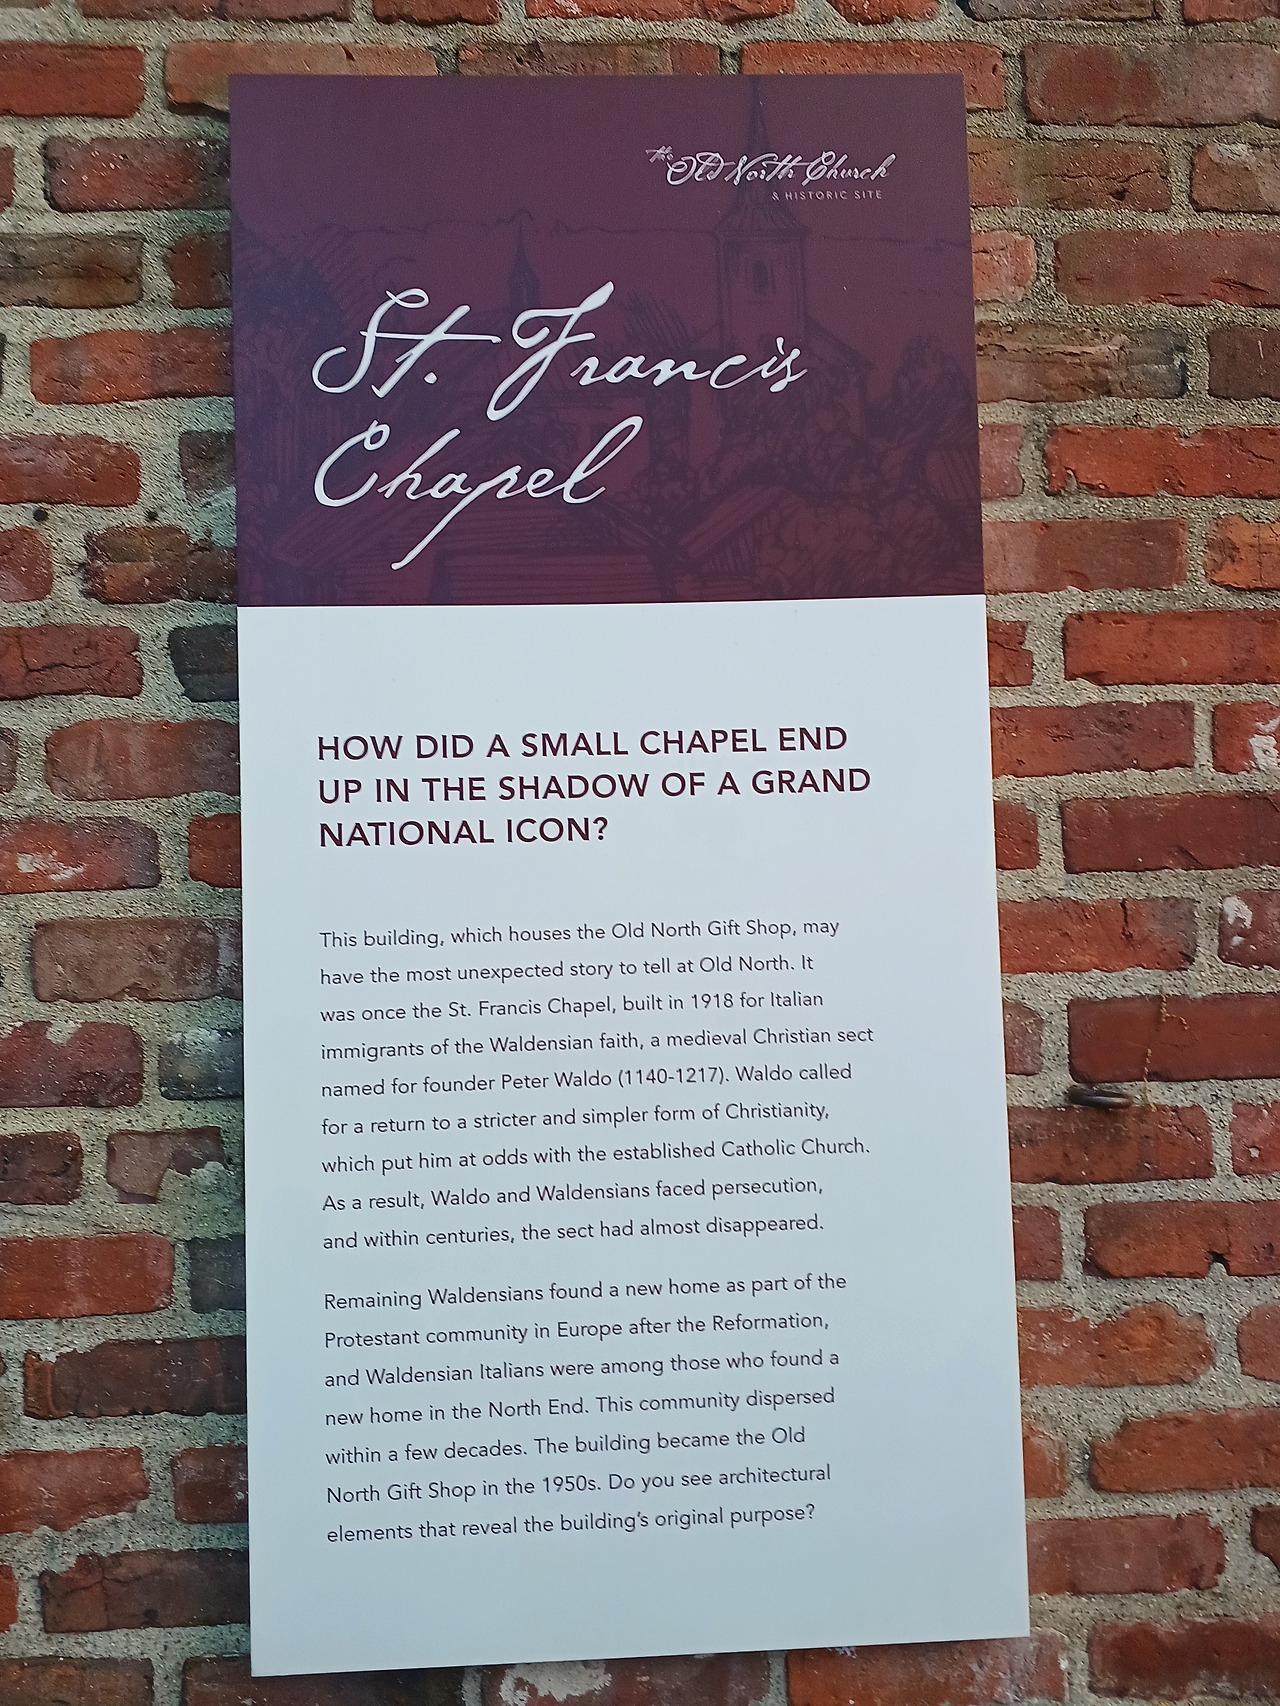 the Old North Church
& HISTORIC SITE
St. Francis
Chapel
HOW DID A SMALL CHAPEL END
UP IN THE SHADOW OF A GRAND
NATIONAL ICON?
This building, which houses the Old North Gift Shop, may
have the most unexpected story to tell at Old North. It
was once the St. Francis Chapel, built in 1918 for Italian
immigrants of the Waldensian faith, a medieval Christian sect
named for founder Peter Waldo (1140-1217). Waldo called
for a return to a stricter and simpler form of Christianity,
which put him at odds with the established Catholic Church.
As a result, Waldo and Waldensians faced persecution,
and within centuries, the sect had almost disappeared.
Remaining Waldensians found a new home as part of the
Protestant community in Europe after the Reformation,
and Waldensian Italians were among those who found a
new home in the North End. This community dispersed
within a few decades. The building became the Old
North Gift Shop in the 1950s. Do you see architectural
elements that reveal the building's original purpose?